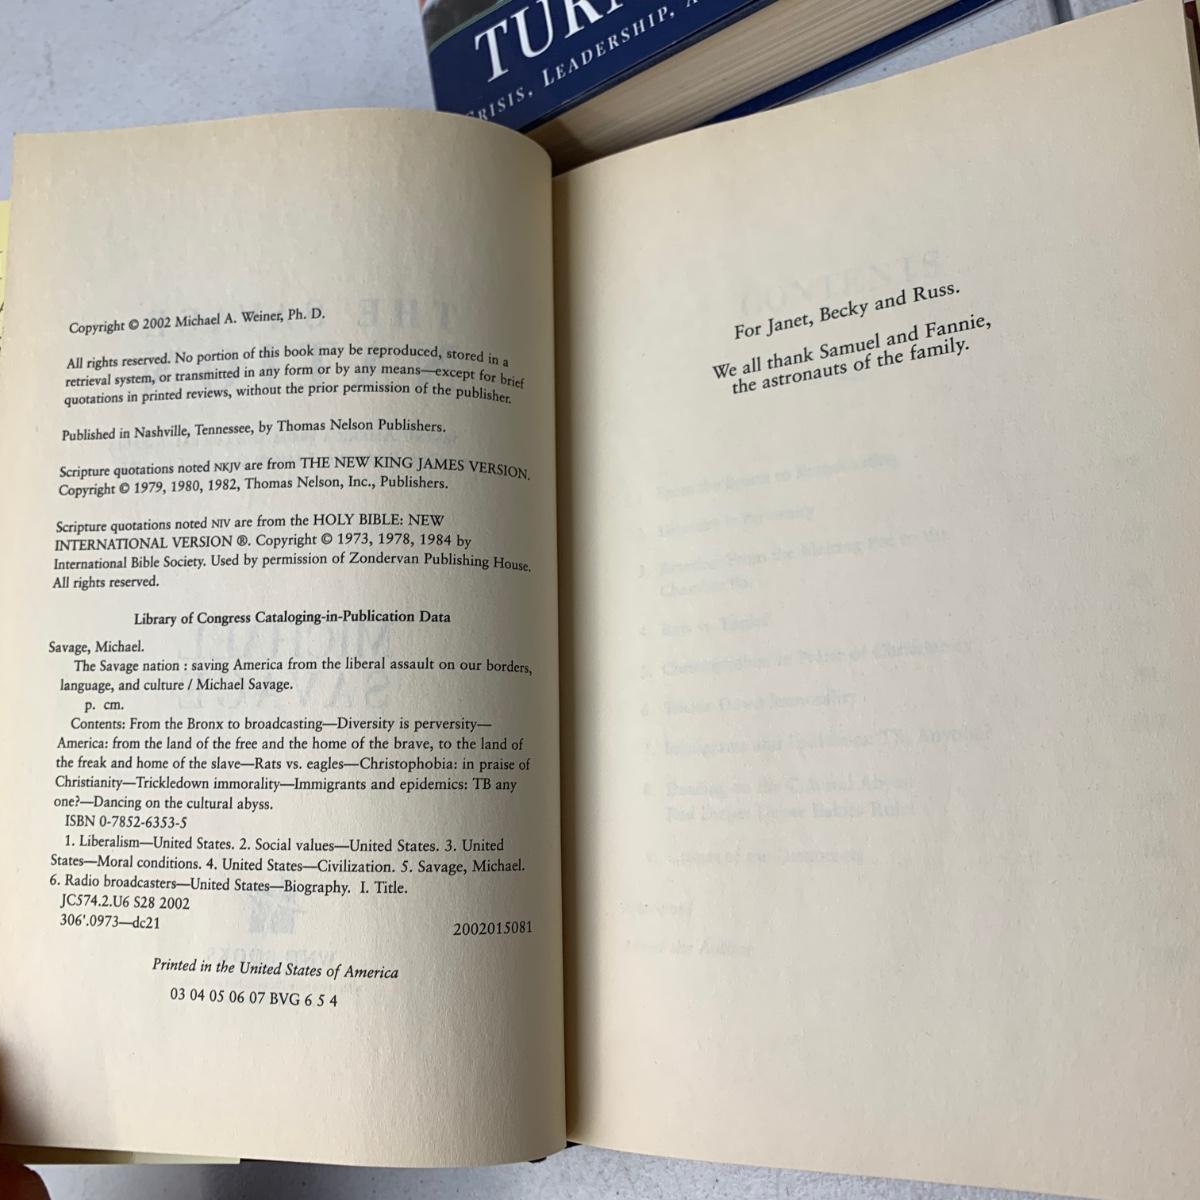 CRISIS, LEADERSHIP,
Copyright © 2002 Michael A. Weiner, Ph. D.
All rights reserved. No portion of this book may be reproduced, stored in a
retrieval system, or transmitted in any form or by any means—except for brief
quotations in printed reviews, without the prior permission of the publisher.
Published in Nashville, Tennessee, by Thomas Nelson Publishers.
Scripture quotations noted NKJV are from THE NEW KING JAMES VERSION.
Copyright © 1979, 1980, 1982, Thomas Nelson, Inc., Publishers.
Scripture quotations noted NIV are from the HOLY BIBLE: NEW
INTERNATIONAL VERSION ®. Copyright © 1973, 1978, 1984 by
International Bible Society. Used by permission of Zondervan Publishing House.
All rights reserved.
Library of Congress Cataloging-in-Publication Data
Savage, Michael.
The Savage nation : saving America from the liberal assault on our borders,
language, and culture / Michael Savage.
p. cm.
Contents: From the Bronx to broadcasting—Diversity is perversity—
America: from the land of the free and the home of the brave, to the land of
the freak and home of the slave—Rats vs. eagles—Christophobia: in praise of
Christianity—Trickledown immorality—Immigrants and epidemics: TB any
one?—Dancing on the cultural abyss.
ISBN 0-7852-6353-5
1. Liberalism—United States. 2. Social values—United States. 3. United
States—Moral conditions. 4. United States—Civilization. 5. Savage, Michael.
6. Radio broadcasters—United States—Biography. I. Title.
JC574.2.U6 S28 2002
306'.0973—dc21 2002015081
Printed in the United States of America
03 04 05 06 07 BVG 6 5 4
For Janet, Becky and Russ.
We all thank Samuel and Fannie,
the astronauts of the family.